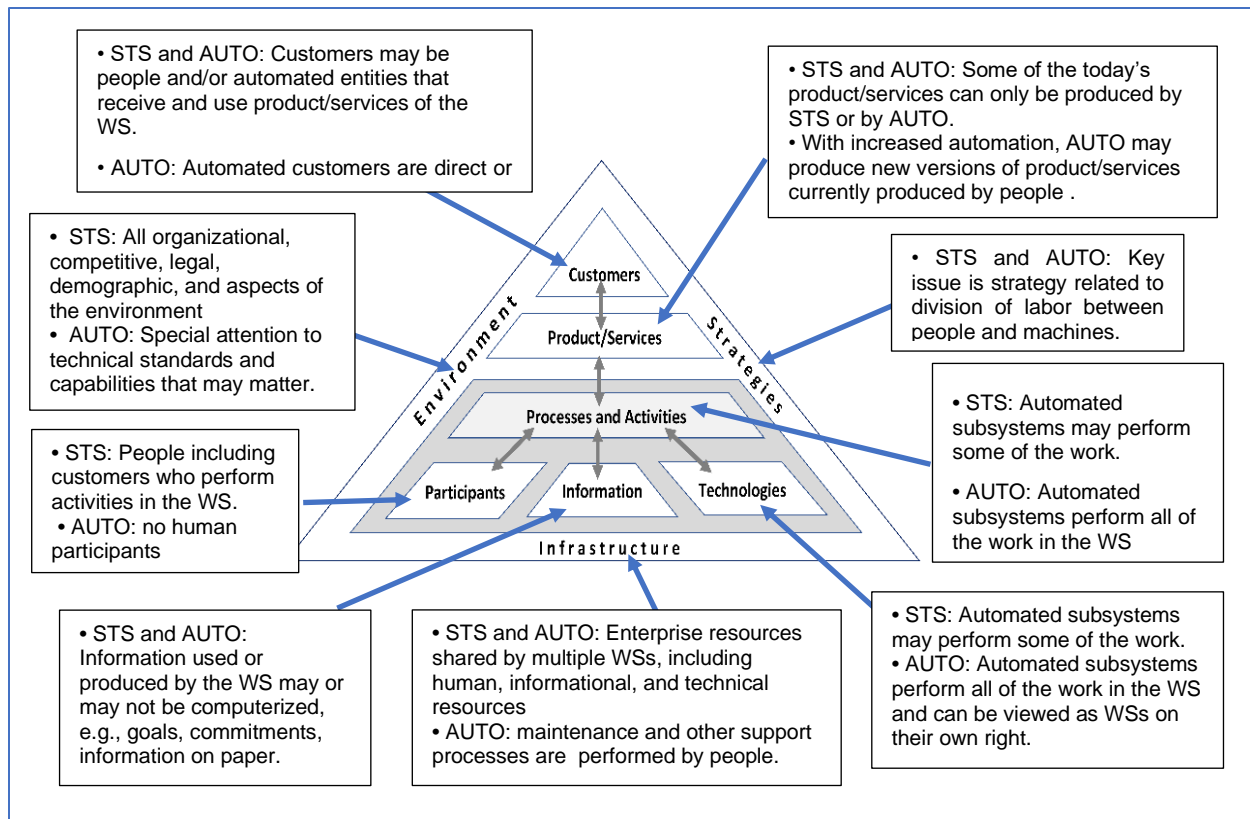 • STS and AUTO: Customers may be
people and/or automated entities that
receive and use product/services of the
WS.
• AUTO: Automated customers are direct or
• STS and AUTO: Some of the today’s
product/services can only be produced by
STS or by AUTO.
• With increased automation, AUTO may
produce new versions of product/services
currently produced by people .
• STS: All organizational,
competitive, legal,
demographic, and aspects of
the environment
• AUTO: Special attention to
technical standards and
capabilities that may matter.
• STS and AUTO: Key
issue is strategy related to
division of labor between
people and machines.
Customers
Product/Services
Environment
Strategies
Processes and Activities
Participants
Information
Technologies
Infrastructure
• STS: Automated
subsystems may perform
some of the work.
• AUTO: Automated
subsystems perform all of
the work in the WS
• STS: People including
customers who perform
activities in the WS.
• AUTO: no human
participants
• STS and AUTO:
Information used or
produced by the WS may or
may not be computerized,
e.g., goals, commitments,
information on paper.
• STS and AUTO: Enterprise resources
shared by multiple WSs, including
human, informational, and technical
resources
• AUTO: maintenance and other support
processes are performed by people.
• STS: Automated subsystems
may perform some of the work.
• AUTO: Automated subsystems
perform all of the work in the WS
and can be viewed as WSs on
their own right.